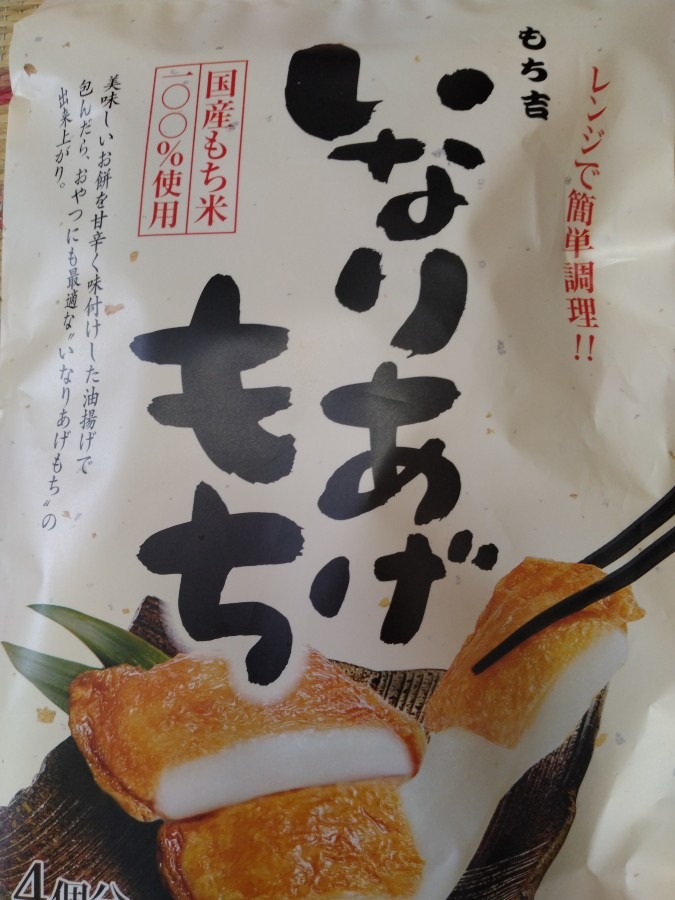 レンジで簡単調理!!
もち吉
いなりあげ
もち
国産もち米
一〇〇%使用
美味しいお餅を甘辛く味付けした油揚げで
包んだら、おやつにも最適な"いなりあげもち"の
出来上がり。
4個分